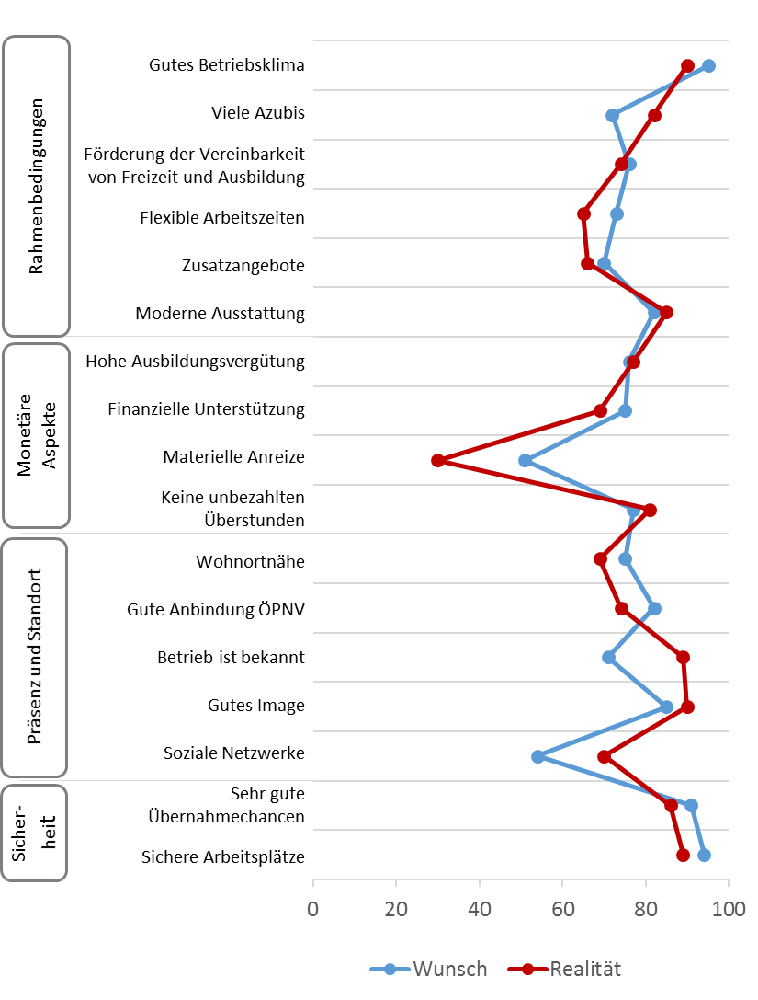 Rahmenbedingungen
Gutes Betriebsklima
Viele Azubis
Förderung der Vereinbarkeit
von Freizeit und Ausbildung
Flexible Arbeitszeiten
Zusatzangebote
Moderne Ausstattung
Monetäre
Aspekte
Hohe Ausbildungsvergütung
Finanzielle Unterstützung
Materielle Anreize
Keine unbezahlten
Überstunden
Präsenz und Standort
Wohnortnähe
Gute Anbindung ÖPNV
Betrieb ist bekannt
Gutes Image
Soziale Netzwerke
Sicher-
heit
Sehr gute
Übernahmechancen
Sichere Arbeitsplätze
0 20 40 60 80 100
Wunsch Realität